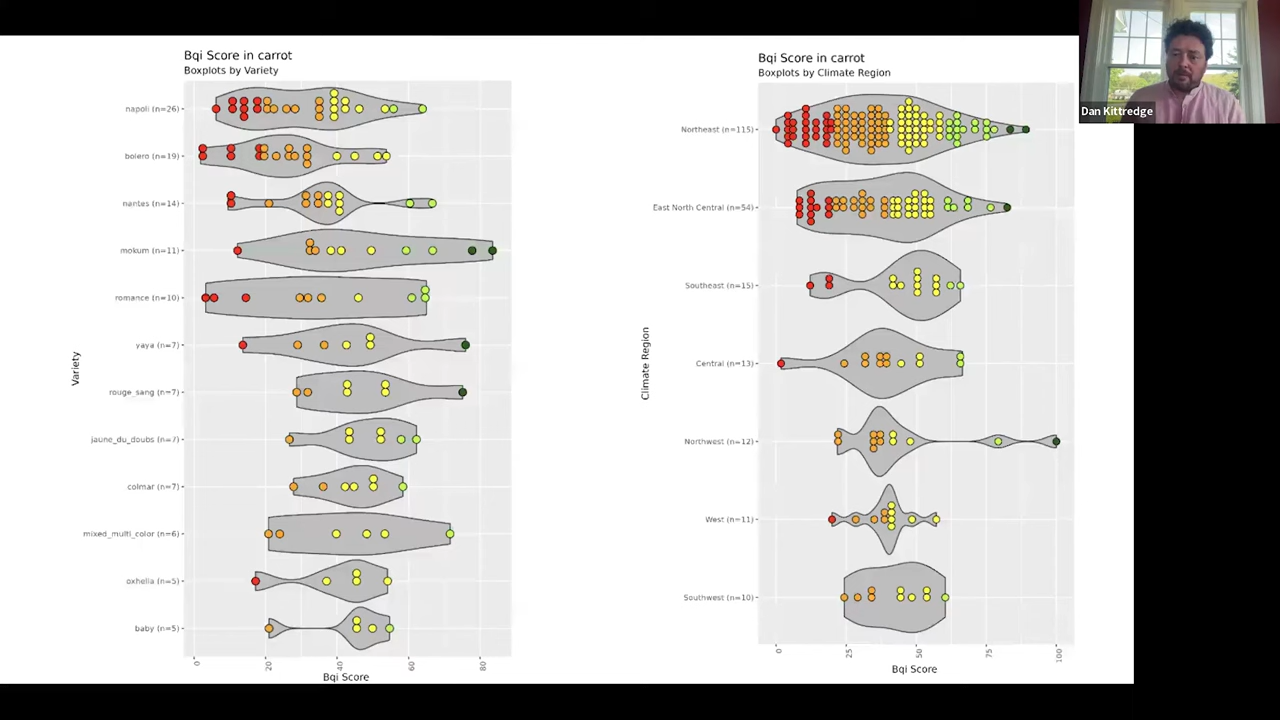 Bqi Score in carrot
Boxplots by Variety
napoli (n=26)
bolero (n=19)
nantes (n=14)
mokum (n=11)
romance (n=10)
yaya (n=7)
rouge_sang (n=7)
jaune_du_doubs (n=7)
colmar (n=7)
mixed_multi_color (n=6)
oxhella (n=5)
baby (n=5)
Variety
0 20 40 60 80
Bqi Score
Bqi Score in carrot
Boxplots by Climate Region
Northeast (n=115)
East North Central (n=54)
Southeast (n=15)
Central (n=13)
Northwest (n=12)
West (n=11)
Southwest (n=10)
Climate Region
0 25 50 75 100
Bqi Score
Dan Kittredge